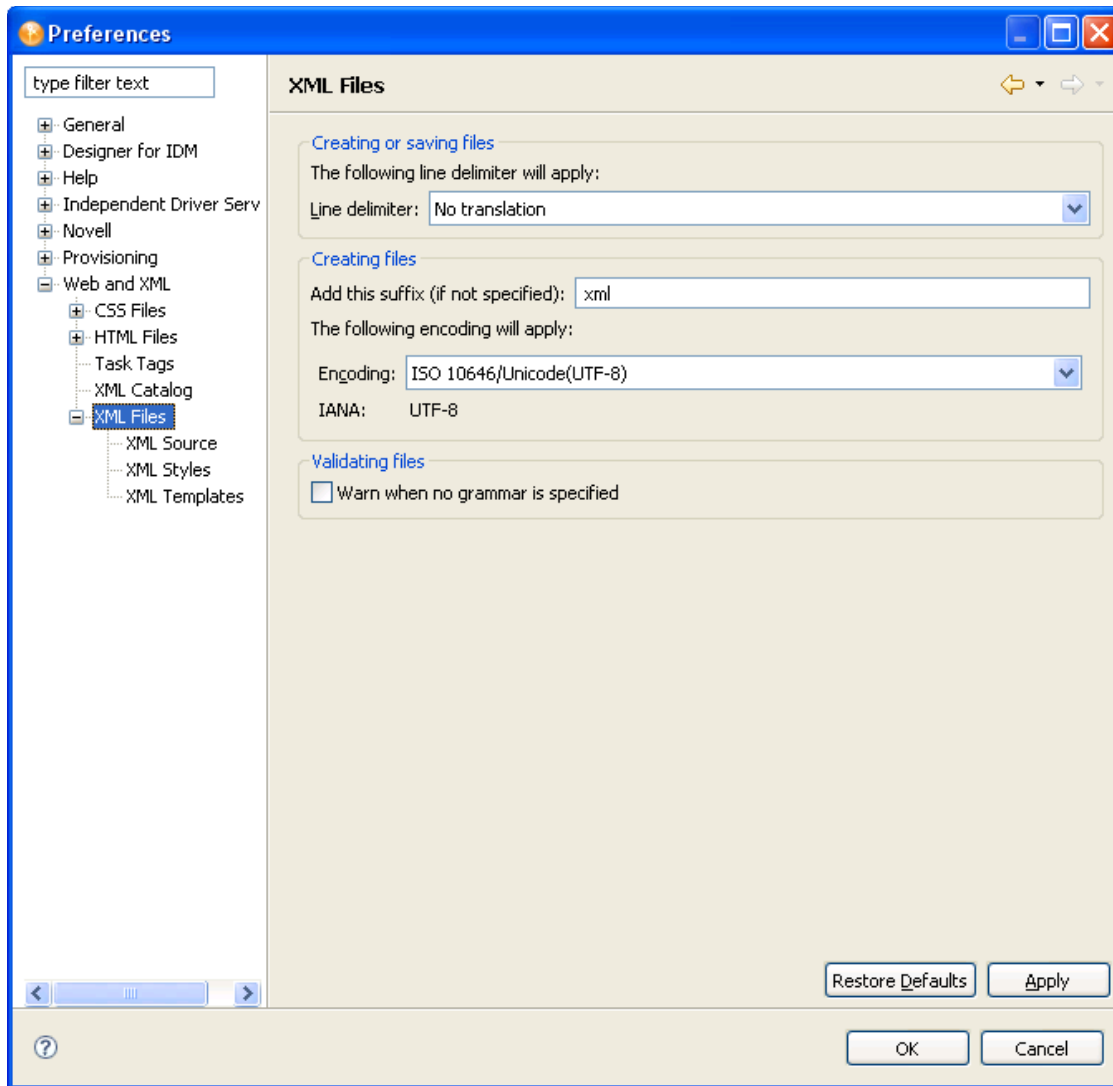 Preferences
type filter text
General
Designer for IDM
Help
Independent Driver Serv
Novell
Provisioning
Web and XML
CSS Files
HTML Files
Task Tags
XML Catalog
XML Files
XML Source
XML Styles
XML Templates
XML Files
Creating or saving files
The following line delimiter will apply:
Line delimiter: No translation
Creating files
Add this suffix (if not specified): xml
The following encoding will apply:
Encoding: ISO 10646/Unicode(UTF-8)
IANA: UTF-8
Validating files
Warn when no grammar is specified
Restore Defaults Apply
OK Cancel